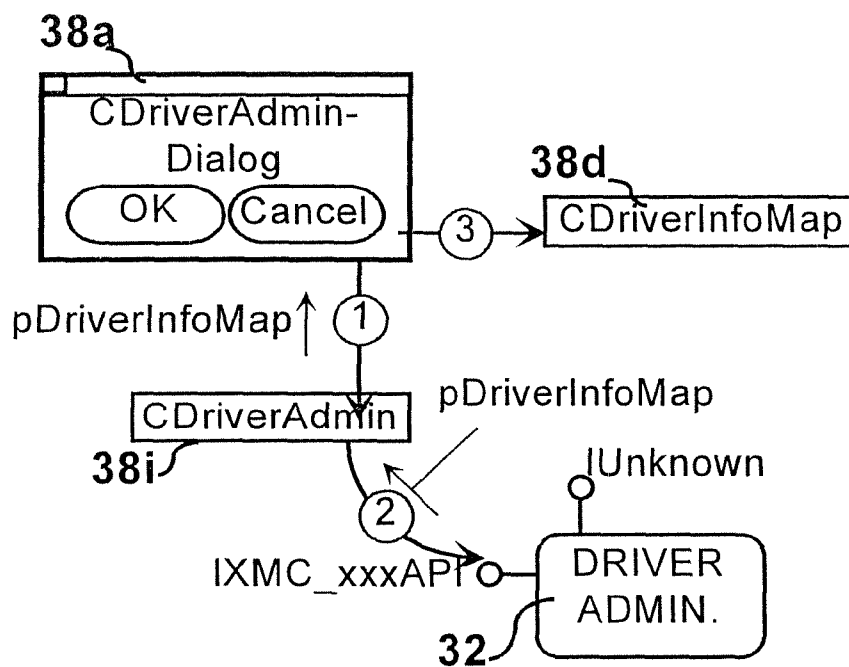 38a
CDriverAdmin-
Dialog
OK
Cancel
3
38d
CDriverInfoMap
pDriverInfoMap
1
CDriverAdmin
38i
pDriverInfoMap
2
IUnknown
IXMC_xxxAPI
DRIVER
ADMIN.
32